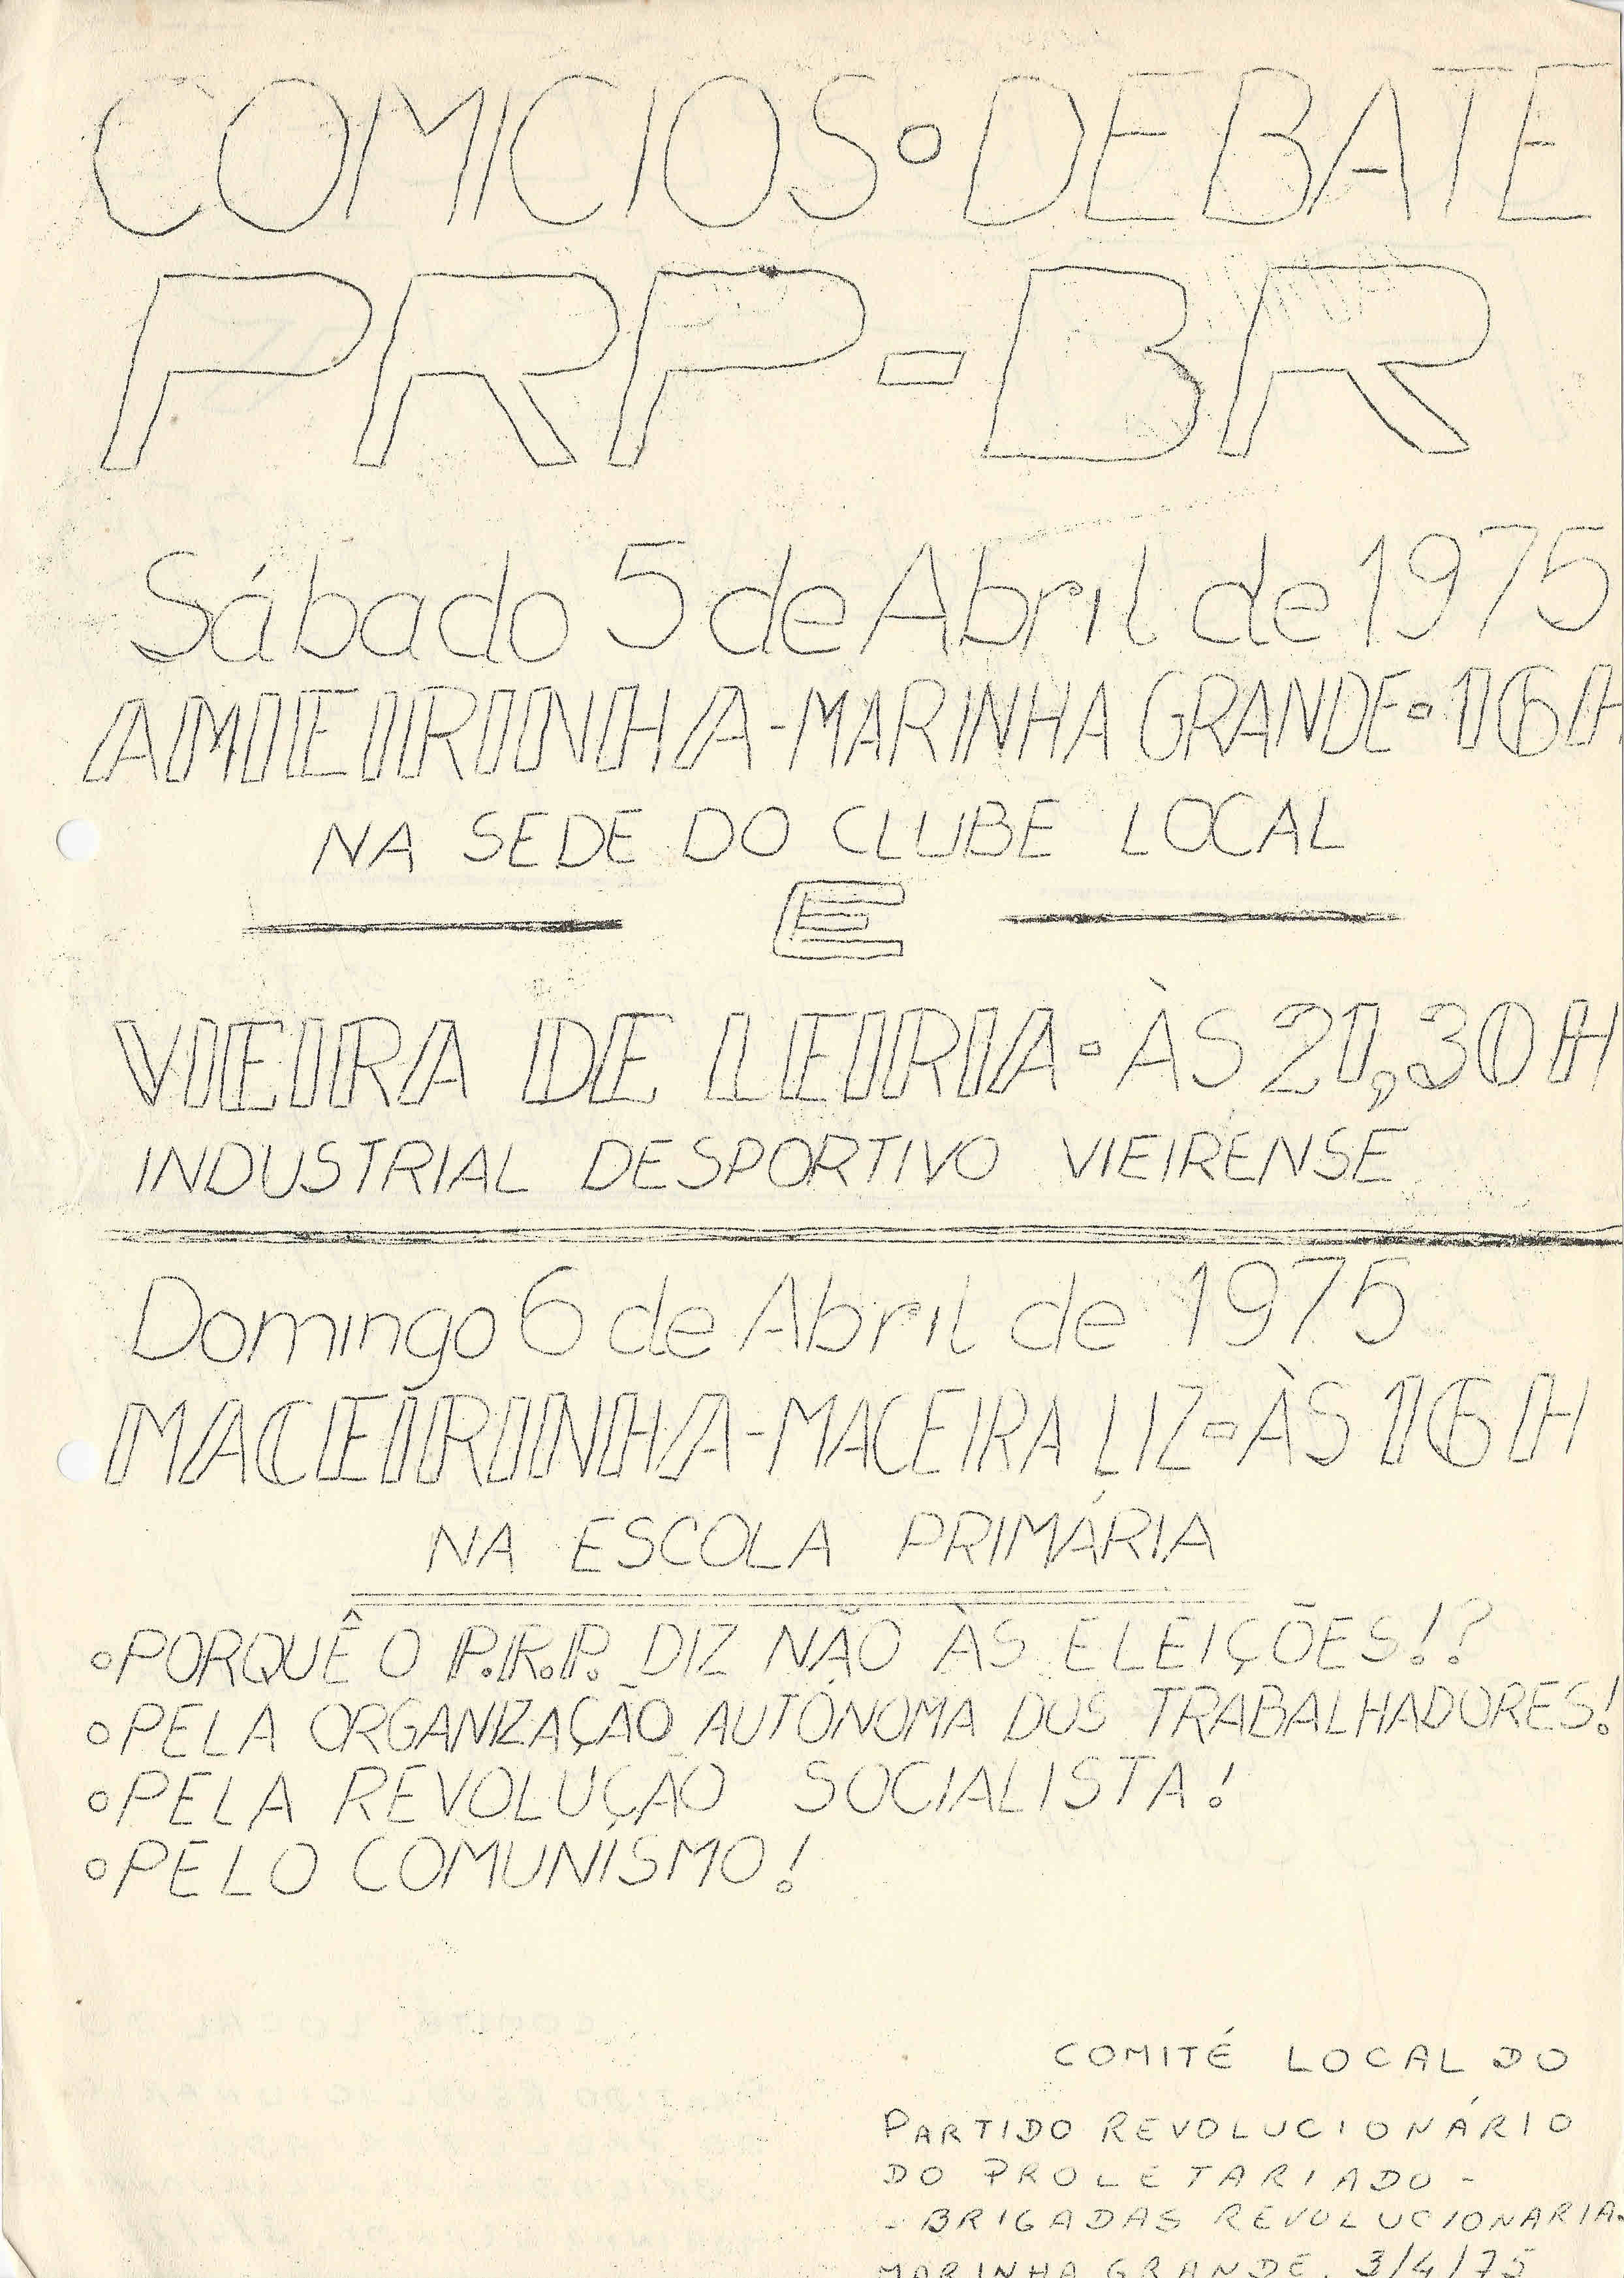 COMICIOS • DEBATE
PRP-BR
Sábado 5 de Abril de 1975
AMIEIRINHA-MARINHA GRANDE•16H
NA SEDE DO CLUBE LOCAL
E
VIEIRA DE LEIRIA•ÀS 21,30H
INDUSTRIAL DESPORTIVO VIEIRENSE
Domingo 6 de Abril de 1975
MACEIRINHA-MACEIRA LIZ•ÀS 16H
NA ESCOLA PRIMÁRIA
•PORQUÊ O P.R.P. DIZ NÃO ÀS ELEIÇÕES!?
•PELA ORGANIZAÇÃO AUTÓNOMA DOS TRABALHADORES!
•PELA REVOLUÇÃO SOCIALISTA!
•PELO COMUNISMO!
COMITÉ LOCAL DO
PARTIDO REVOLUCIONÁRIO
DO PROLETARIADO -
- BRIGADAS REVOLUCIONARIA
MARINHA GRANDE, 3/4/75